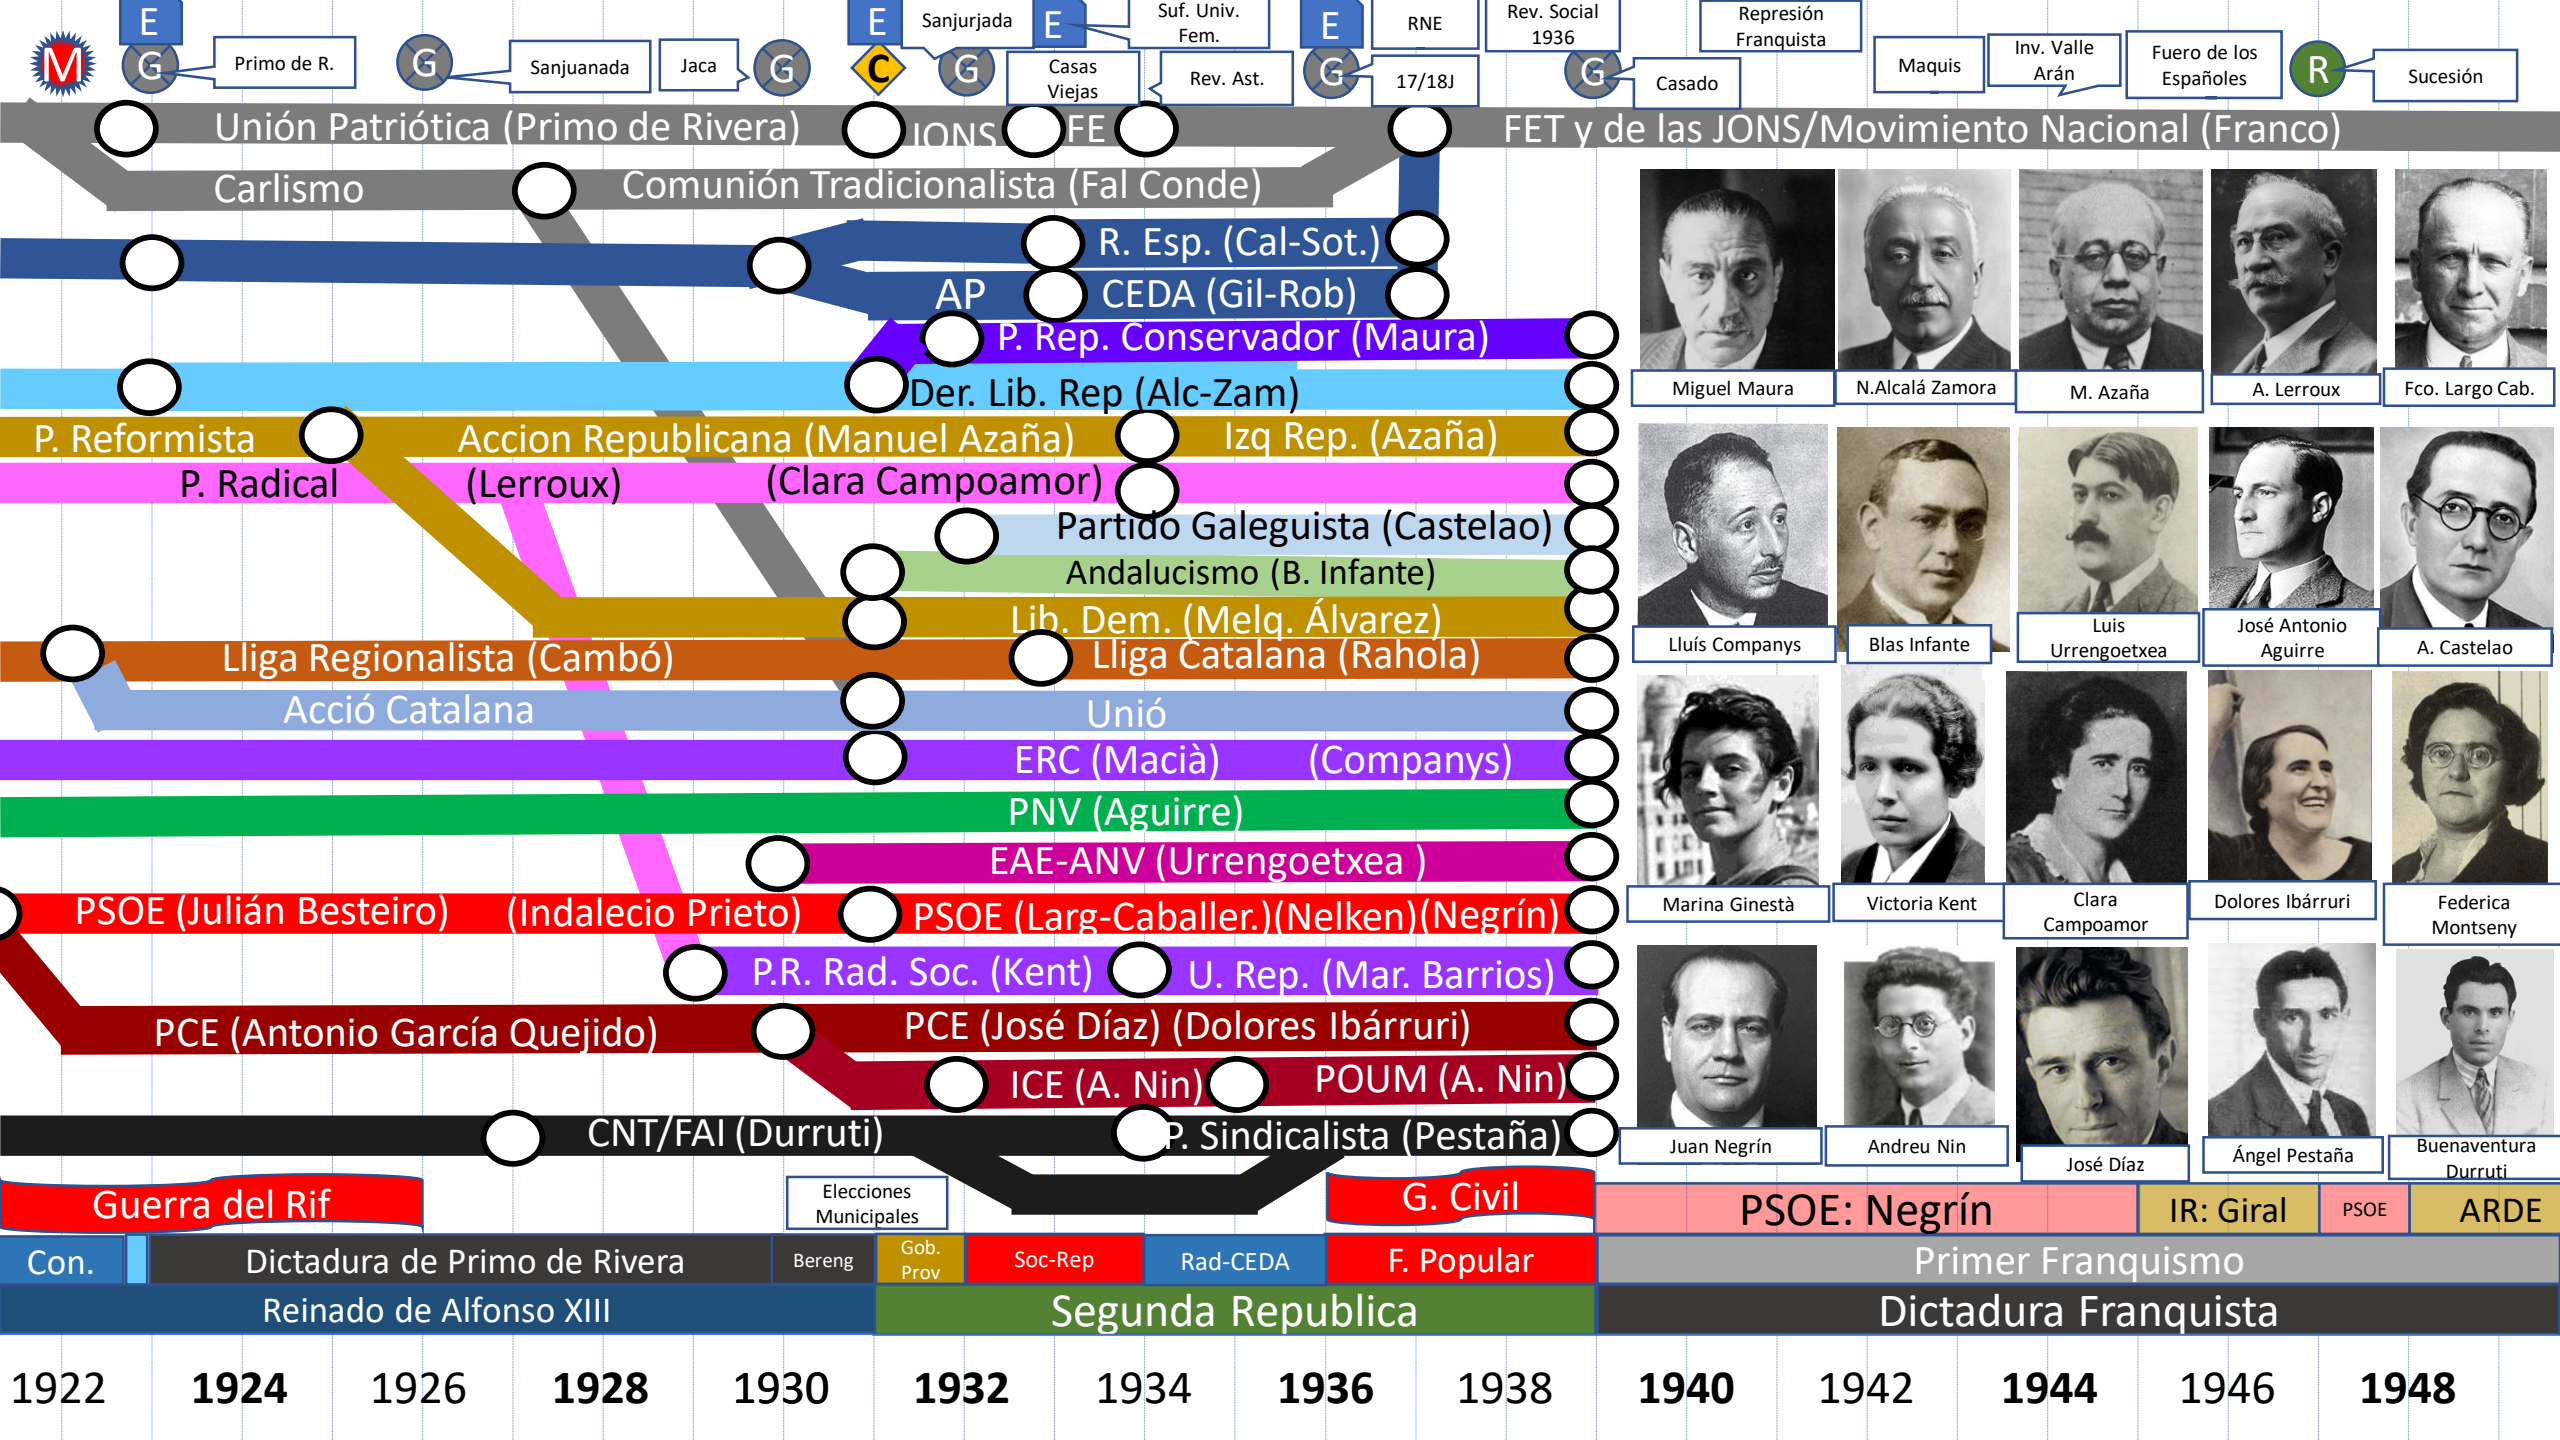 E
E
Sanjurjada
E
Suf. Univ.
Fem.
E
RNE
Rev. Social
1936
Represión
Franquista
M
G
Primo de R.
G
Sanjuanada
Jaca
G
C
G
Casas
Viejas
Rev. Ast.
G
17/18J
G
Casado
Maquis
Inv. Valle
Arán
Fuero de los
Españoles
R
Sucesión
Unión Patriótica (Primo de Rivera)
JONS
FE
FET y de las JONS/Movimiento Nacional (Franco)
Carlismo
Comunión Tradicionalista (Fal Conde)
R. Esp. (Cal-Sot.)
AP
CEDA (Gil-Rob)
P. Rep. Conservador (Maura)
Der. Lib. Rep (Alc-Zam)
P. Reformista
Accion Republicana (Manuel Azaña)
Izq Rep. (Azaña)
P. Radical
(Lerroux)
(Clara Campoamor)
Partido Galeguista (Castelao)
Andalucismo (B. Infante)
Lib. Dem. (Melq. Álvarez)
Lliga Regionalista (Cambó)
Lliga Catalana (Rahola)
Acció Catalana
Unió
ERC (Macià)
(Companys)
PNV (Aguirre)
EAE-ANV (Urrengoetxea )
PSOE (Julián Besteiro)
(Indalecio Prieto)
PSOE (Larg-Caballer.)(Nelken)(Negrín)
P.R. Rad. Soc. (Kent)
U. Rep. (Mar. Barrios)
PCE (Antonio García Quejido)
PCE (José Díaz) (Dolores Ibárruri)
ICE (A. Nin)
POUM (A. Nin)
CNT/FAI (Durruti)
P. Sindicalista (Pestaña)
Miguel Maura
N.Alcalá Zamora
M. Azaña
A. Lerroux
Fco. Largo Cab.
Lluís Companys
Blas Infante
Luis
Urrengoetxea
José Antonio
Aguirre
A. Castelao
Marina Ginestà
Victoria Kent
Clara
Campoamor
Dolores Ibárruri
Federica
Montseny
Juan Negrín
Andreu Nin
José Díaz
Ángel Pestaña
Buenaventura
Durruti
Guerra del Rif
Elecciones
Municipales
G. Civil
PSOE: Negrín
IR: Giral
PSOE
ARDE
Con.
Dictadura de Primo de Rivera
Bereng
Gob.
Prov
Soc-Rep
Rad-CEDA
F. Popular
Primer Franquismo
Reinado de Alfonso XIII
Segunda Republica
Dictadura Franquista
1922
1924
1926
1928
1930
1932
1934
1936
1938
1940
1942
1944
1946
1948